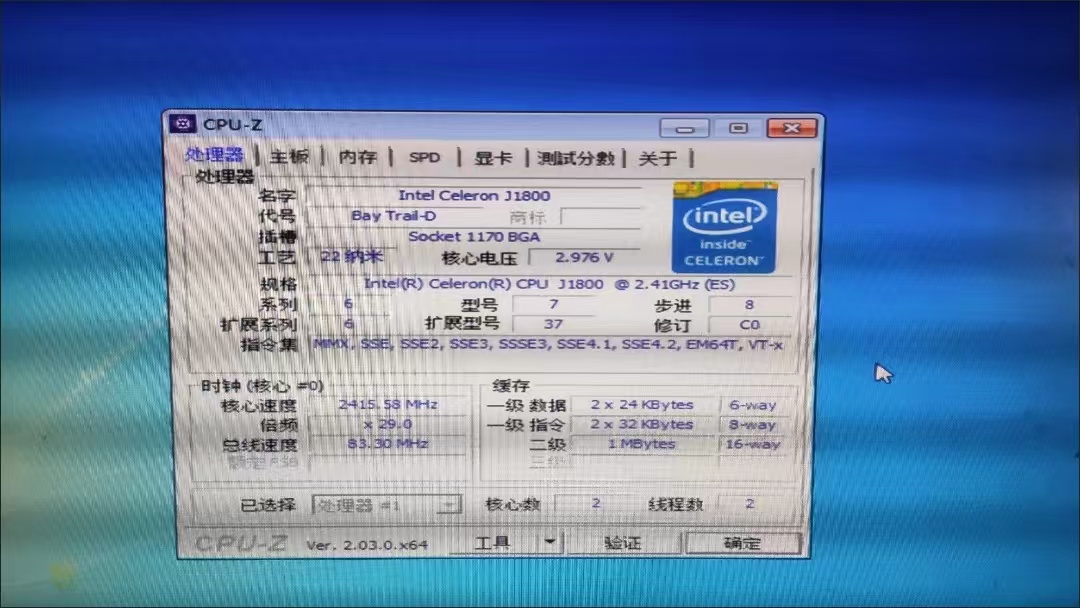 CPU-Z
处理器 主板 内存 SPD 显卡 測試分數 关于
处理器
名字 Intel Celeron J1800
代号 Bay Trail-D 商标
插槽 Socket 1170 BGA
工艺 22 纳米 核心电压 2.976 V
intel inside CELERON
规格 Intel(R) Celeron(R) CPU J1800 @ 2.41GHz (ES)
系列 6 型号 7 步进 8
扩展系列 6 扩展型号 37 修订 C0
指令集 MMX, SSE, SSE2, SSE3, SSSE3, SSE4.1, SSE4.2, EM64T, VT-x
时钟 (核心 #0) 缓存
核心速度 2415.58 MHz 一级 数据 2 x 24 KBytes 6-way
倍频 x 29.0 一级 指令 2 x 32 KBytes 8-way
总线速度 83.30 MHz 二级 1 MBytes 16-way
额定 FSB 三级
已选择 处理器 #1 核心数 2 线程数 2
CPU-Z Ver. 2.03.0.x64 工具 验证 确定